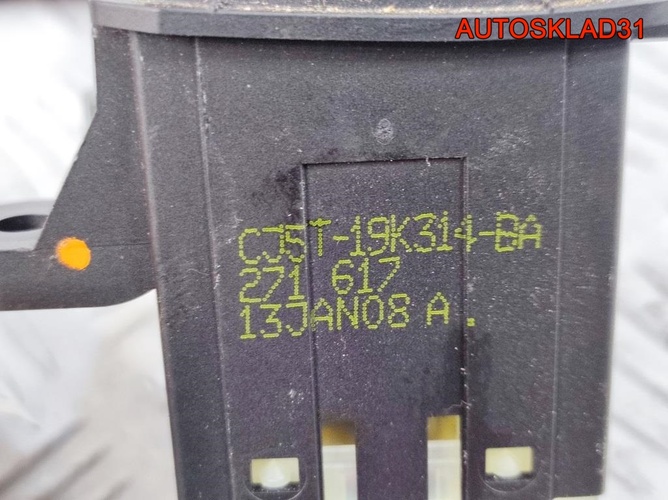 AUTOSKLAD31
CJ5T-19K314-BA
271 617
13JAN08 A.